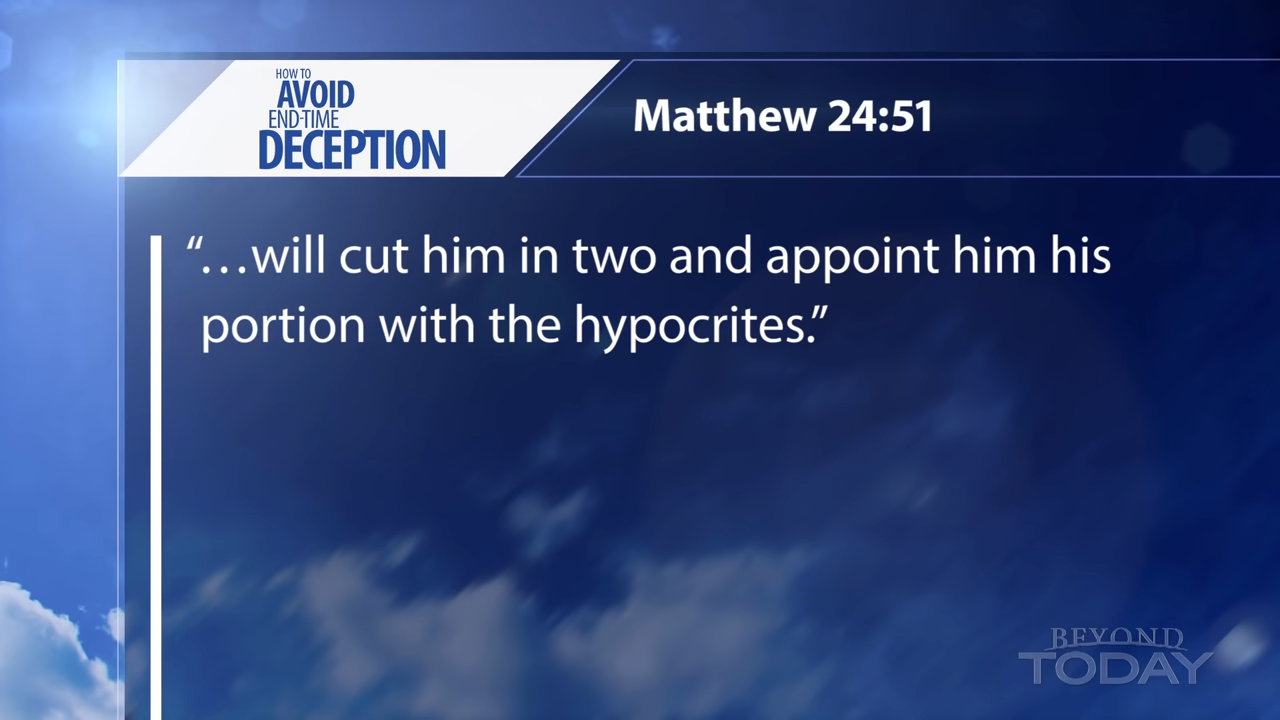 HOW TO
AVOID
END-TIME
DECEPTION
Matthew 24:51
“…will cut him in two and appoint him his
portion with the hypocrites.”
BEYOND
TODAY